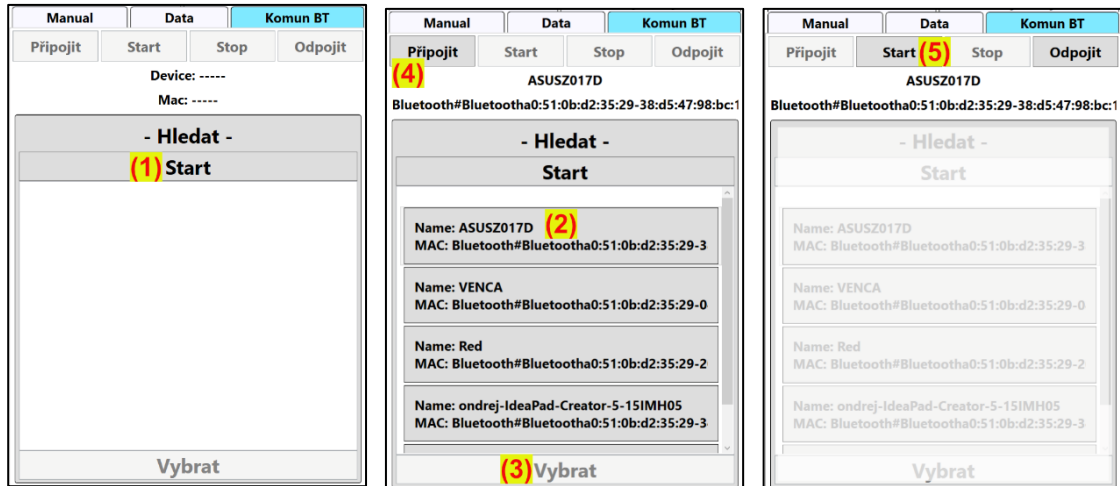 Manual Data Komun BT
Připojit Start Stop Odpojit
Device: -----
Mac: -----
- Hledat -
(1) Start
Vybrat
Manual Data Komun BT
Připojit Start Stop Odpojit
(4) ASUSZ017D
Bluetooth#Bluetootha0:51:0b:d2:35:29-38:d5:47:98:bc:1
- Hledat -
Start
Name: ASUSZ017D (2)
MAC: Bluetooth#Bluetootha0:51:0b:d2:35:29-3
Name: VENCA
MAC: Bluetooth#Bluetootha0:51:0b:d2:35:29-0
Name: Red
MAC: Bluetooth#Bluetootha0:51:0b:d2:35:29-2
Name: ondrej-IdeaPad-Creator-5-15IMH05
MAC: Bluetooth#Bluetootha0:51:0b:d2:35:29-3
(3) Vybrat
Manual Data Komun BT
Připojit Start (5) Stop Odpojit
ASUSZ017D
Bluetooth#Bluetootha0:51:0b:d2:35:29-38:d5:47:98:bc:1
- Hledat -
Start
Name: ASUSZ017D
MAC: Bluetooth#Bluetootha0:51:0b:d2:35:29-3
Name: VENCA
MAC: Bluetooth#Bluetootha0:51:0b:d2:35:29-0
Name: Red
MAC: Bluetooth#Bluetootha0:51:0b:d2:35:29-2
Name: ondrej-IdeaPad-Creator-5-15IMH05
MAC: Bluetooth#Bluetootha0:51:0b:d2:35:29-3
Vybrat